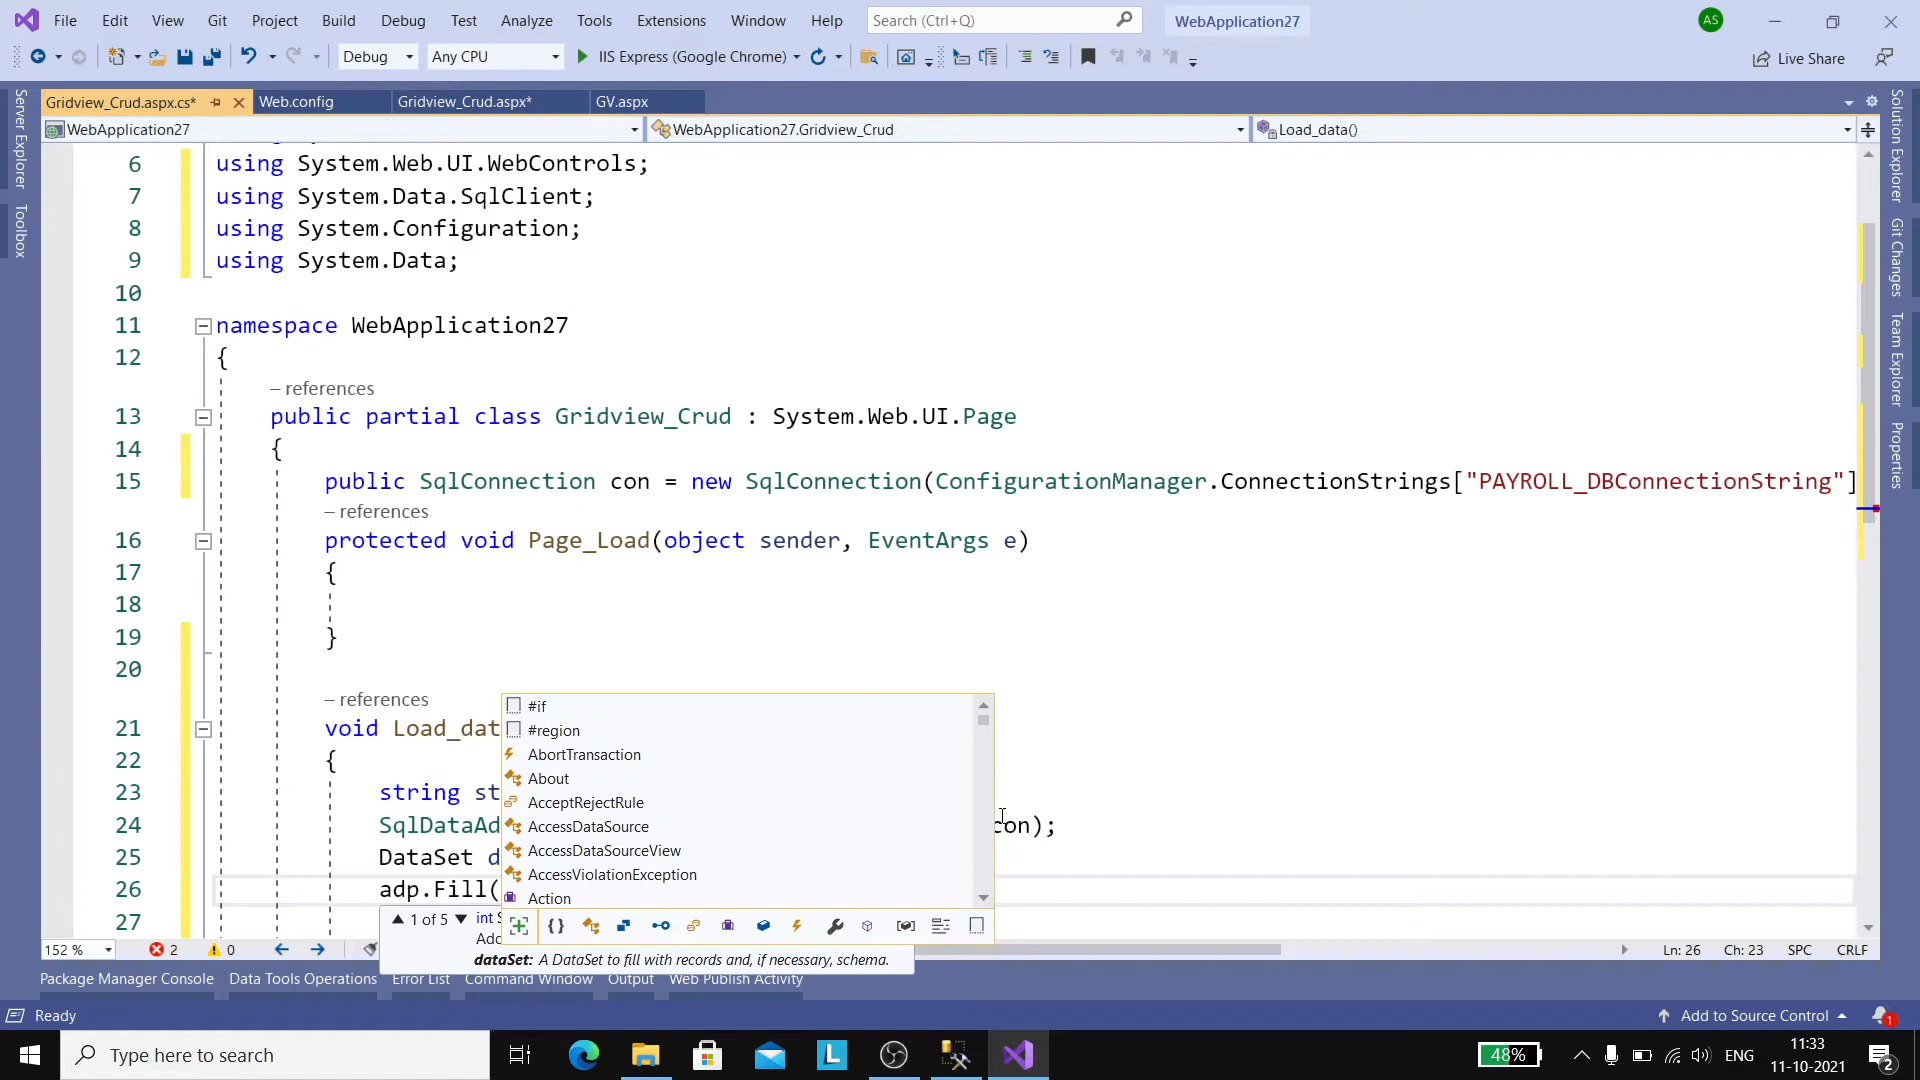 File Edit View Git Project Build Debug Test Analyze Tools Extensions Window Help Search (Ctrl+Q) WebApplication27 AS
Debug Any CPU IIS Express (Google Chrome) Live Share
Gridview_Crud.aspx.cs* Web.config Gridview_Crud.aspx* GV.aspx
WebApplication27 WebApplication27.Gridview_Crud Load_data()
Server Explorer
Toolbox
Solution Explorer
Git Changes
Team Explorer
Properties
6 using System.Web.UI.WebControls;
7 using System.Data.SqlClient;
8 using System.Configuration;
9 using System.Data;
10
11 namespace WebApplication27
12 {
– references
13 public partial class Gridview_Crud : System.Web.UI.Page
14 {
15 public SqlConnection con = new SqlConnection(ConfigurationManager.ConnectionStrings["PAYROLL_DBConnectionString"]
– references
16 protected void Page_Load(object sender, EventArgs e)
17 {
18
19 }
20
– references
21 void Load_dat
22 {
23 string st
24 SqlDataAd con);
25 DataSet d
26 adp.Fill(
27
#if
#region
AbortTransaction
About
AcceptRejectRule
AccessDataSource
AccessDataSourceView
AccessViolationException
Action
▲ 1 of 5 ▼ int
Add
dataSet: A DataSet to fill with records and, if necessary, schema.
152 % 2 0 Ln: 26 Ch: 23 SPC CRLF
Package Manager Console Data Tools Operations Error List Command Window Output Web Publish Activity
Ready Add to Source Control 1
Type here to search 48% ENG 11:33
11-10-2021 2